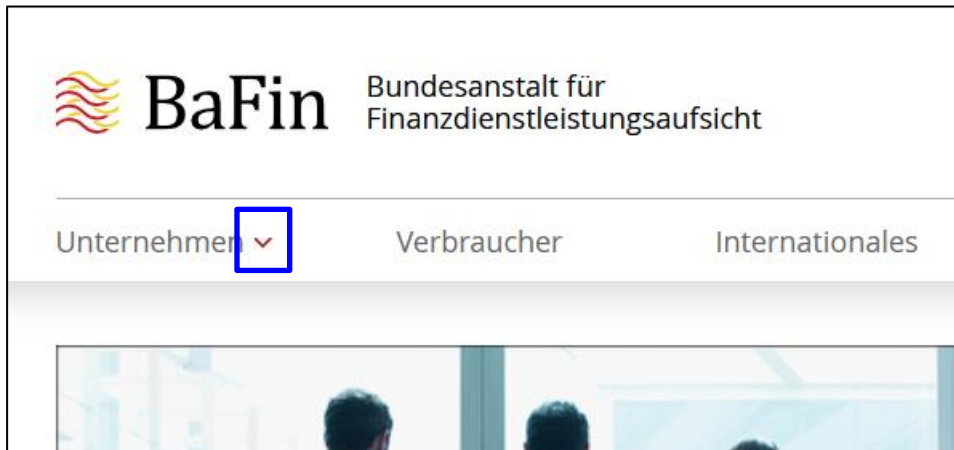 BaFin
Bundesanstalt für
Finanzdienstleistungsaufsicht
Unternehmen Verbraucher Internationales